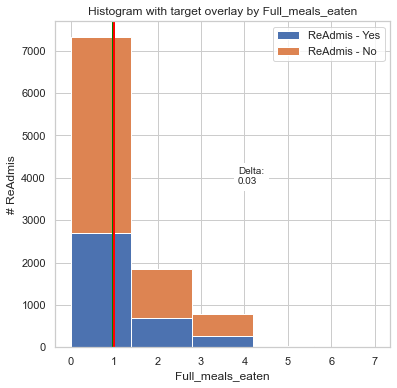 Histogram with target overlay by Full_meals_eaten
ReAdmis - Yes
ReAdmis - No
7000
6000
5000
4000
3000
2000
1000
0
# ReAdmis
Delta:
0.03
0 1 2 3 4 5 6 7
Full_meals_eaten